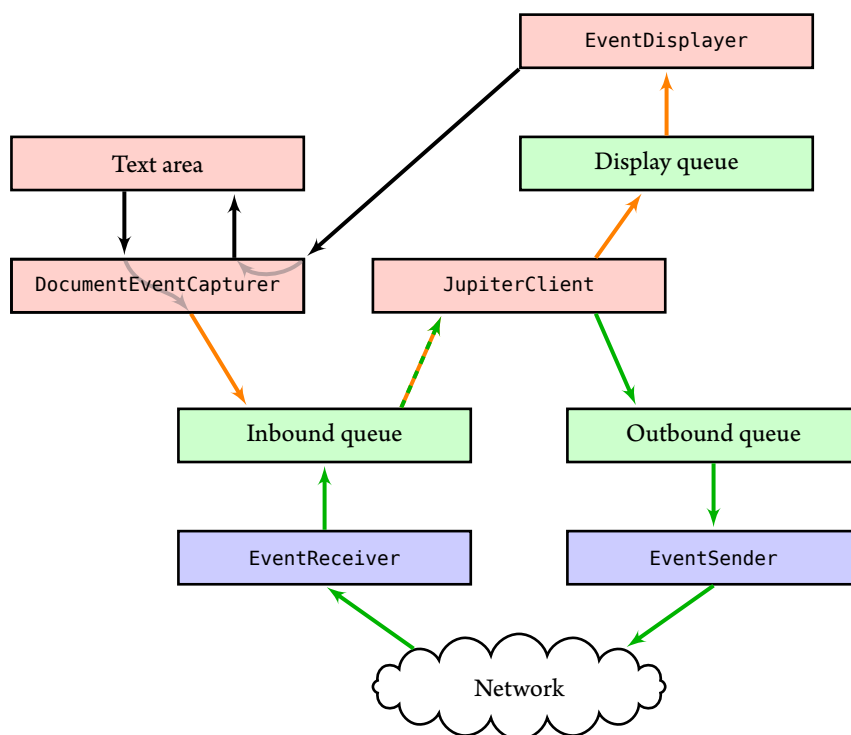 EventDisplayer
Text area
Display queue
DocumentEventCapturer
JupiterClient
Inbound queue
Outbound queue
EventReceiver
EventSender
Network